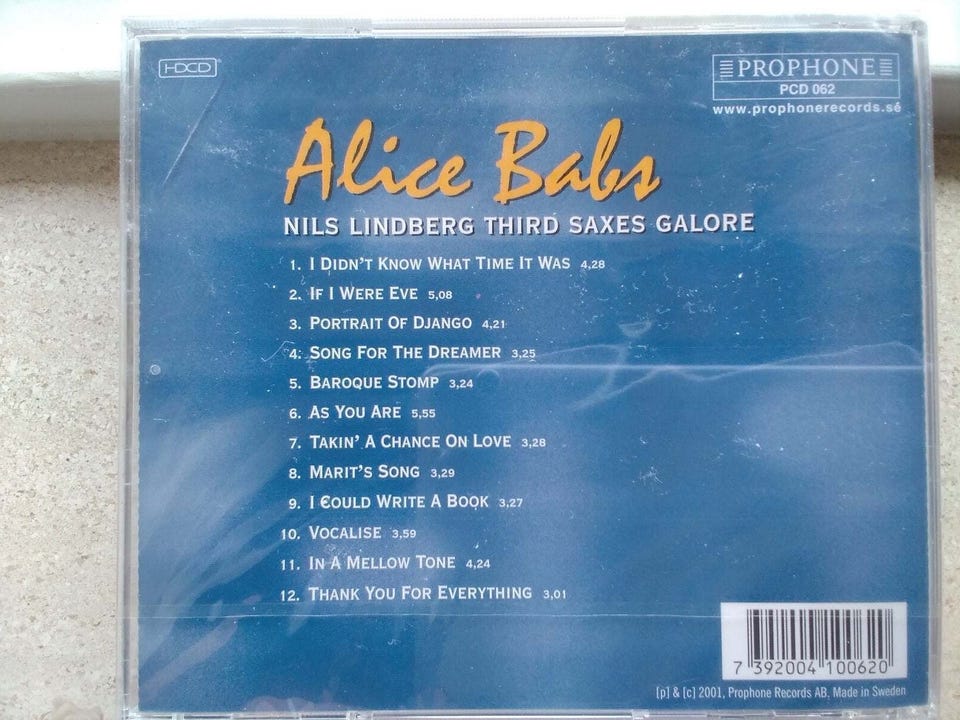 HDCD
PROPHONE
PCD 062
www.prophonerecords.se
Alice Babs
NILS LINDBERG THIRD SAXES GALORE
1. I DIDN'T KNOW WHAT TIME IT WAS 4,28
2. IF I WERE EVE 5,08
3. PORTRAIT OF DJANGO 4,21
4. SONG FOR THE DREAMER 3,25
5. BAROQUE STOMP 3,24
6. AS YOU ARE 5,55
7. TAKIN' A CHANCE ON LOVE 3,28
8. MARIT'S SONG 3,29
9. I COULD WRITE A BOOK 3,27
10. VOCALISE 3,59
11. IN A MELLOW TONE 4,24
12. THANK YOU FOR EVERYTHING 3,01
7 392004 100620
[p] & [c] 2001, Prophone Records AB. Made in Sweden